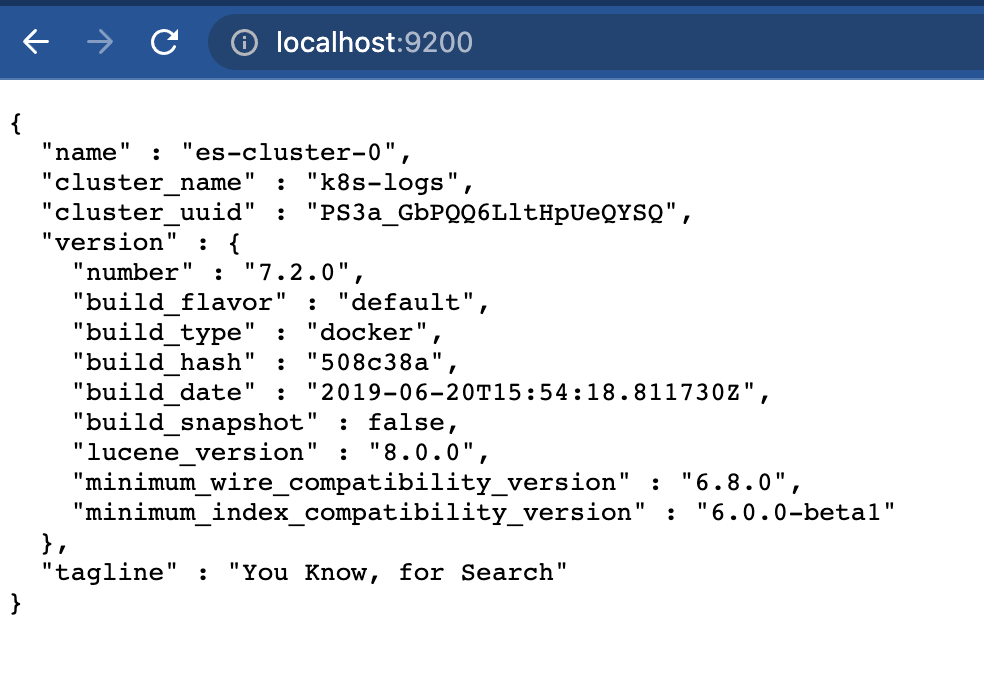 localhost:9200
{
  "name" : "es-cluster-0",
  "cluster_name" : "k8s-logs",
  "cluster_uuid" : "PS3a_GbPQQ6LltHpUeQYSQ",
  "version" : {
    "number" : "7.2.0",
    "build_flavor" : "default",
    "build_type" : "docker",
    "build_hash" : "508c38a",
    "build_date" : "2019-06-20T15:54:18.811730Z",
    "build_snapshot" : false,
    "lucene_version" : "8.0.0",
    "minimum_wire_compatibility_version" : "6.8.0",
    "minimum_index_compatibility_version" : "6.0.0-beta1"
  },
  "tagline" : "You Know, for Search"
}